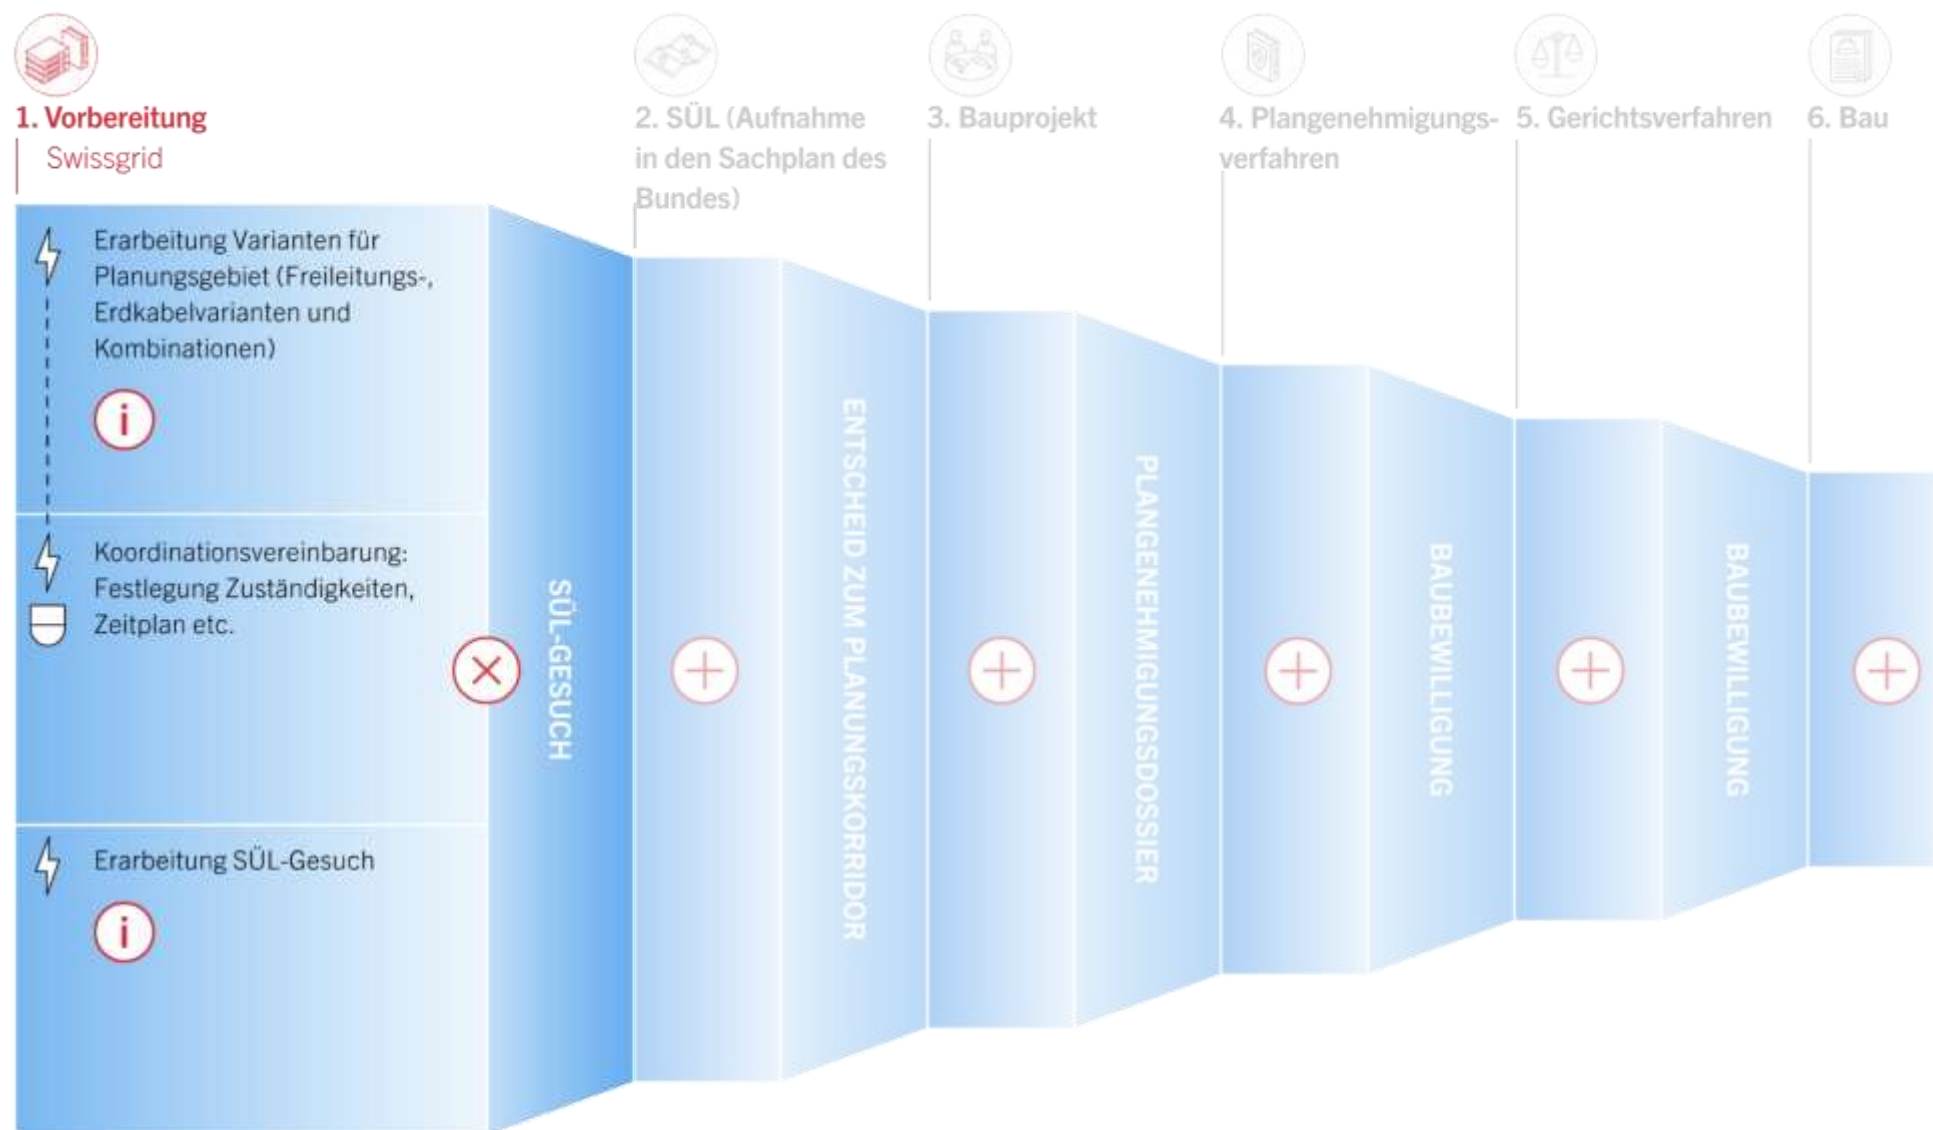 1. Vorbereitung
Swissgrid
2. SÜL (Aufnahme
in den Sachplan des
Bundes)
3. Bauprojekt
4. Plangenehmigungs-
verfahren
5. Gerichtsverfahren
6. Bau
Erarbeitung Varianten für
Planungsgebiet (Freileitungs-,
Erdkabelvarianten und
Kombinationen)
i
Koordinationsvereinbarung:
Festlegung Zuständigkeiten,
Zeitplan etc.
Erarbeitung SÜL-Gesuch
i
SÜL-GESUCH
ENTSCHEID ZUM PLANUNGSKORRIDOR
PLANGENEHMIGUNGSDOSSIER
BAUBEWILLIGUNG
BAUBEWILLIGUNG